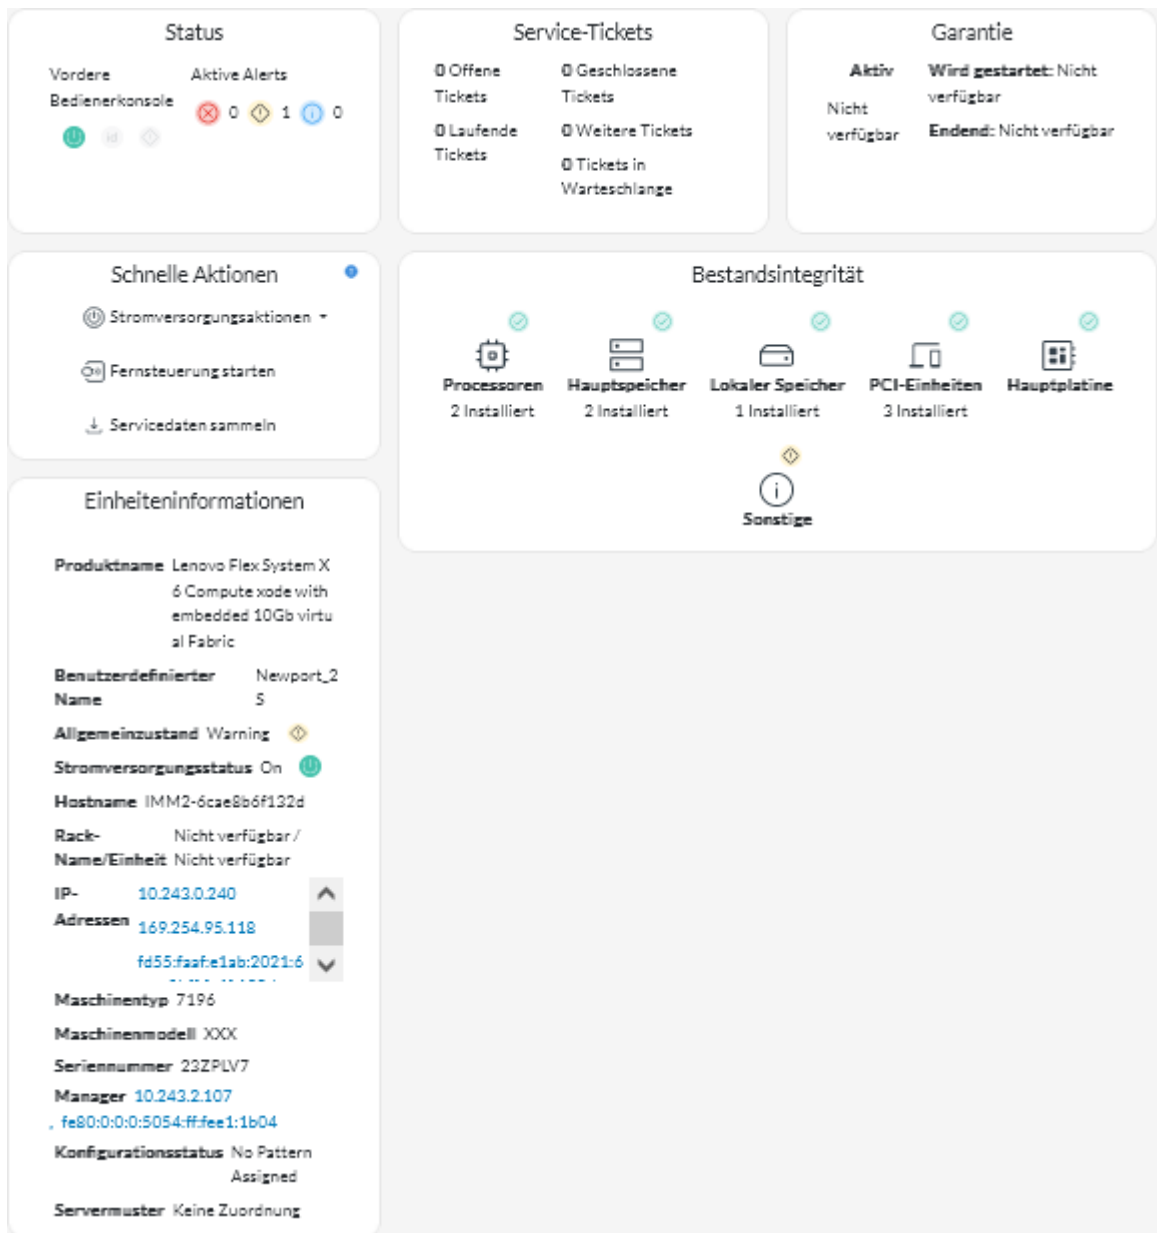 Status
Vordere
Bedienerkonsole
Aktive Alerts
0 1 0
Service-Tickets
0 Offene
Tickets
0 Laufende
Tickets
0 Geschlossene
Tickets
0 Weitere Tickets
0 Tickets in
Warteschlange
Garantie
Aktiv
Nicht
verfügbar
Wird gestartet: Nicht
verfügbar
Endend: Nicht verfügbar
Schnelle Aktionen
Stromversorgungsaktionen
Fernsteuerung starten
Servicedaten sammeln
Bestandsintegrität
Processoren
2 Installiert
Hauptspeicher
2 Installiert
Lokaler Speicher
1 Installiert
PCI-Einheiten
3 Installiert
Hauptplatine
Sonstige
Einheiteninformationen
Produktname Lenovo Flex System X
6 Compute xode with
embedded 10Gb virtu
al Fabric
Benutzerdefinierter Newport_2
Name S
Allgemeinzustand Warning
Stromversorgungsstatus On
Hostname IMM2-6cae8b6f132d
Rack- Nicht verfügbar /
Name/Einheit Nicht verfügbar
IP- 10.243.0.240
Adressen 169.254.95.118
fd55:faaf:e1ab:2021:6
Maschinentyp 7196
Maschinenmodell XXX
Seriennummer 23ZPLV7
Manager 10.243.2.107
, fe80:0:0:0:5054:ff:fee1:1b04
Konfigurationsstatus No Pattern
Assigned
Servermuster Keine Zuordnung